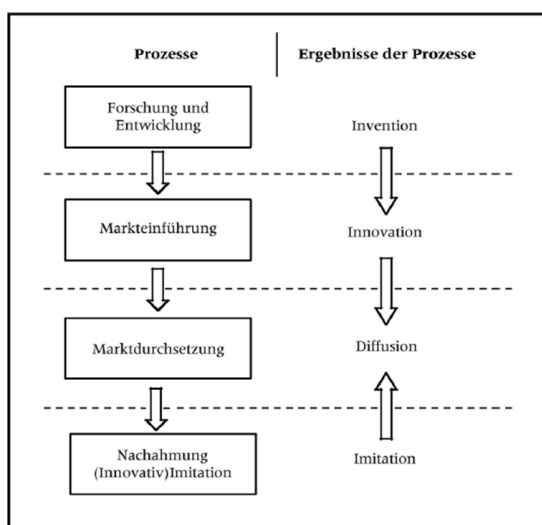 Prozesse
Ergebnisse der Prozesse
Forschung und
Entwicklung
Invention
Markteinführung
Innovation
Marktdurchsetzung
Diffusion
Nachahmung
(Innovativ)Imitation
Imitation